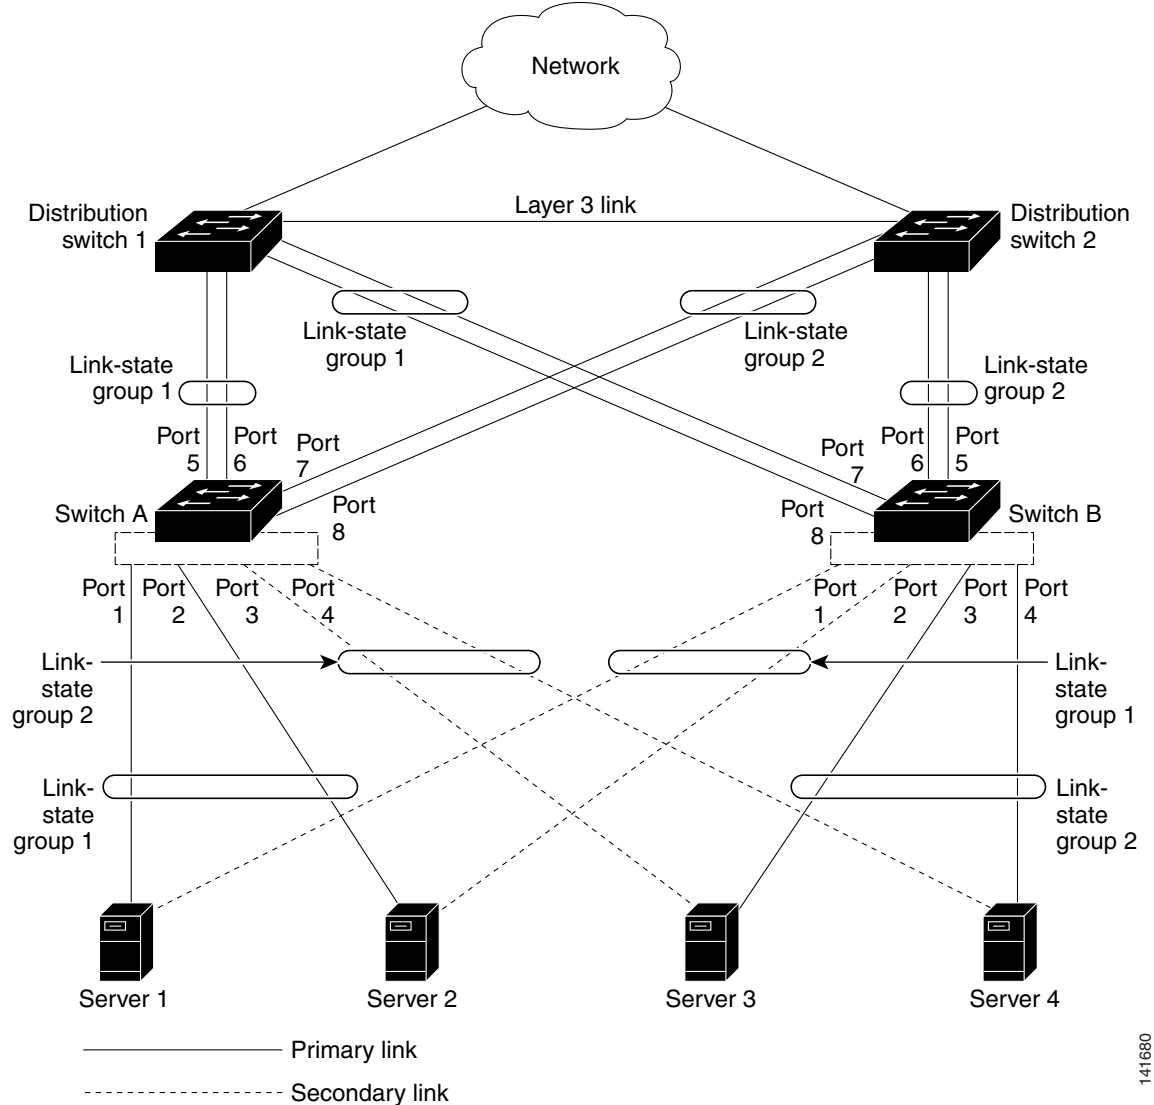 Network
Layer 3 link
Distribution
switch 1
Distribution
switch 2
Link-state
group 1
Link-state
group 2
Link-state
group 1
Link-state
group 2
Port
5
Port
6
Port
7
Port
8
Port
7
Port
6
Port
5
Port
8
Switch A
Switch B
Port
1
Port
2
Port
3
Port
4
Port
1
Port
2
Port
3
Port
4
Link-
state
group 2
Link-
state
group 1
Link-
state
group 1
Link-
state
group 2
Server 1
Server 2
Server 3
Server 4
Primary link
Secondary link
141680